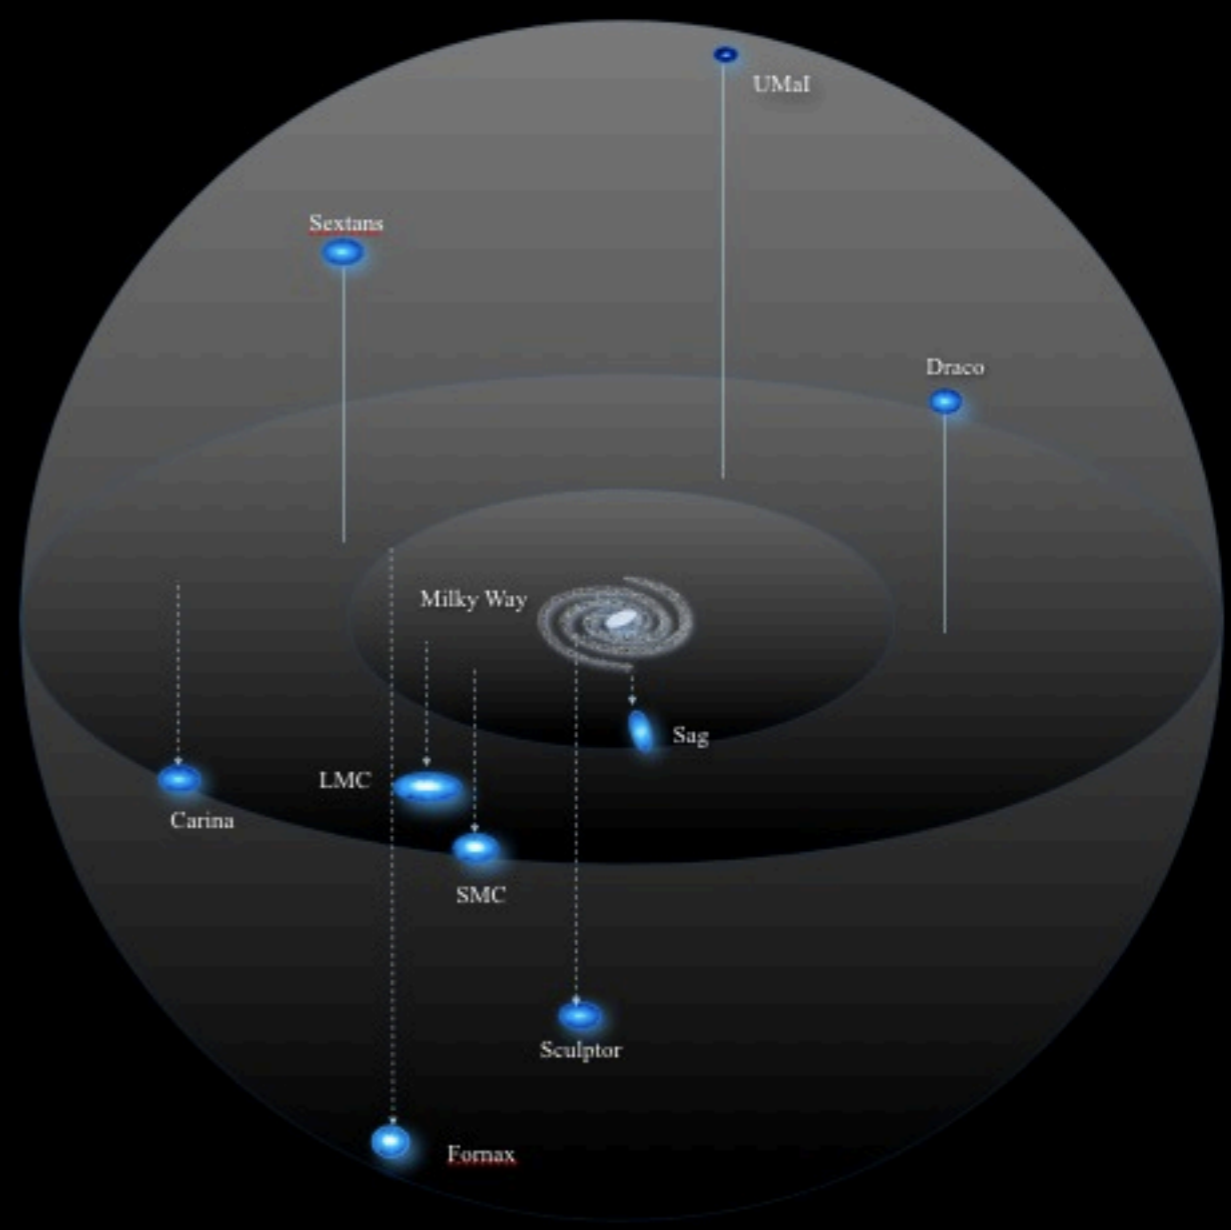 UMaI
Sextans
Draco
Milky Way
Sag
LMC
Carina
SMC
Sculptor
Fornax